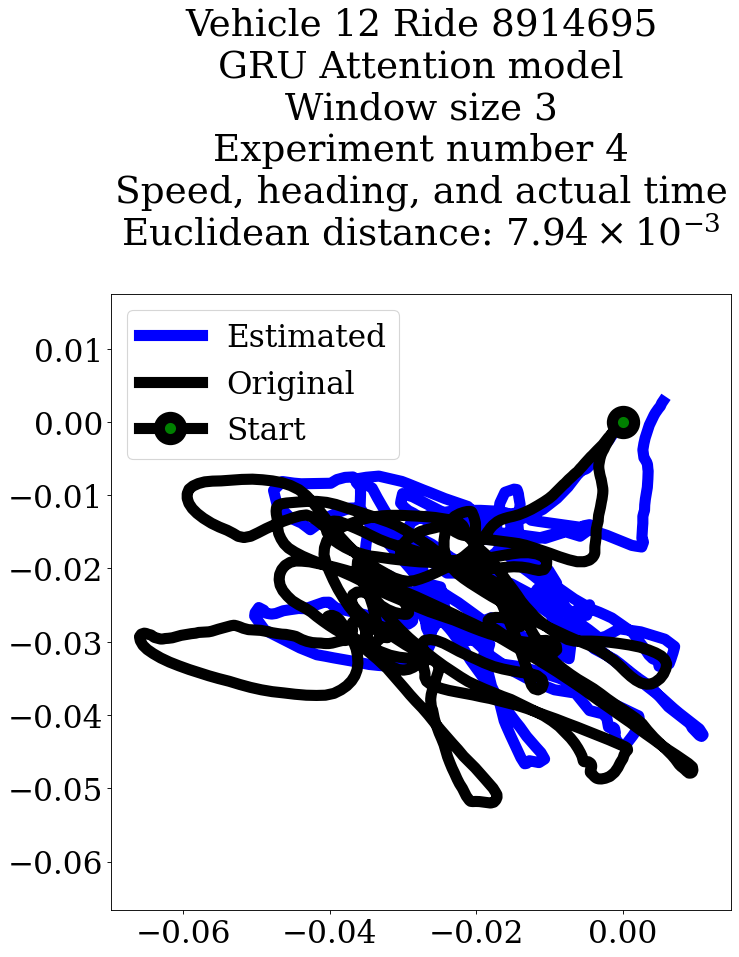 Vehicle 12 Ride 8914695
GRU Attention model
Window size 3
Experiment number 4
Speed, heading, and actual time
Euclidean distance: 7.94 × 10⁻³
Estimated
Original
Start
0.01
0.00
−0.01
−0.02
−0.03
−0.04
−0.05
−0.06
−0.06 −0.04 −0.02 0.00